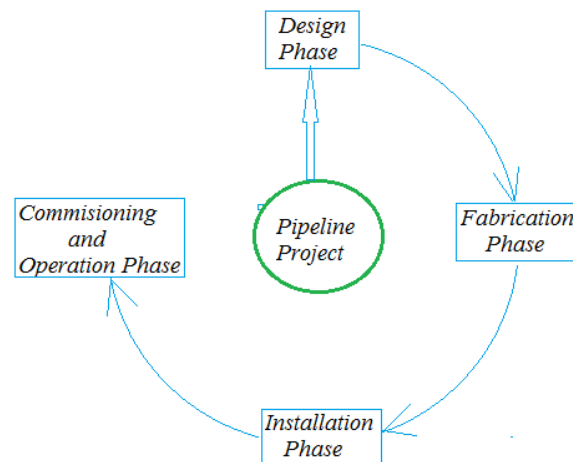 Design
Phase
Fabrication
Phase
Installation
Phase
Commisioning
and
Operation Phase
Pipeline
Project